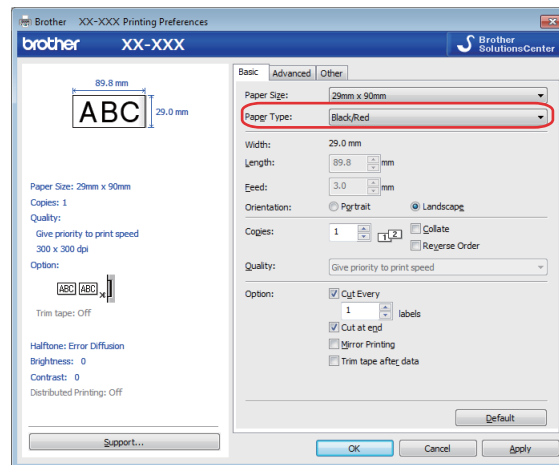 Brother XX-XXX Printing Preferences
brother XX-XXX
Brother
SolutionsCenter
89.8 mm
ABC
29.0 mm
Paper Size: 29mm x 90mm
Copies: 1
Quality:
Give priority to print speed
300 x 300 dpi
Option:
ABC ABC
Trim tape: Off
Halftone: Error Diffusion
Brightness: 0
Contrast: 0
Distributed Printing: Off
Support...
Basic Advanced Other
Paper Size: 29mm x 90mm
Paper Type: Black/Red
Width: 29.0 mm
Length: 89.8 mm
Feed: 3.0 mm
Orientation: Portrait Landscape
Copies: 1 1 2 Collate
Reverse Order
Quality: Give priority to print speed
Option: Cut Every
1 labels
Cut at end
Mirror Printing
Trim tape after data
Default
OK Cancel Apply